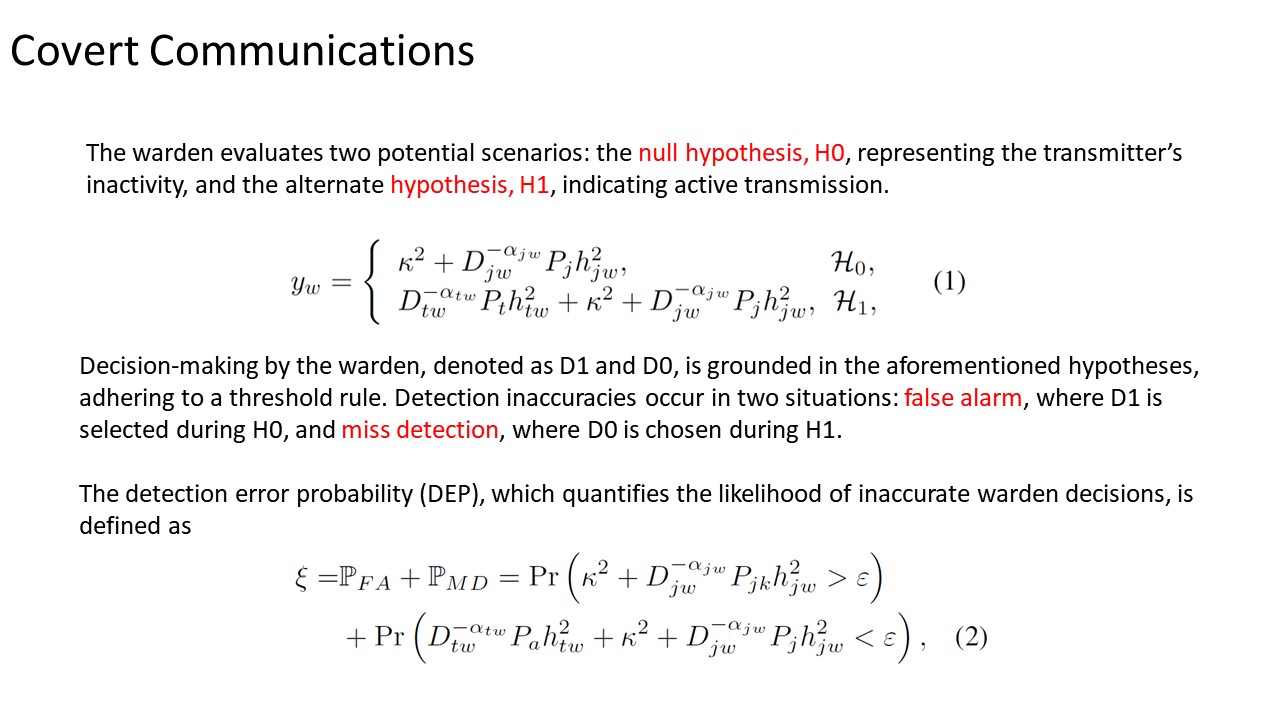 Covert Communications
The warden evaluates two potential scenarios: the null hypothesis, H0, representing the transmitter’s
inactivity, and the alternate hypothesis, H1, indicating active transmission.
$y_w = \begin{cases} \kappa^2 + D_{jw}^{-\alpha_{jw}} P_j h_{jw}^2, & \mathcal{H}_0, \\ D_{tw}^{-\alpha_{tw}} P_t h_{tw}^2 + \kappa^2 + D_{jw}^{-\alpha_{jw}} P_j h_{jw}^2, & \mathcal{H}_1, \end{cases}$ (1)
Decision-making by the warden, denoted as D1 and D0, is grounded in the aforementioned hypotheses,
adhering to a threshold rule. Detection inaccuracies occur in two situations: false alarm, where D1 is
selected during H0, and miss detection, where D0 is chosen during H1.
The detection error probability (DEP), which quantifies the likelihood of inaccurate warden decisions, is
defined as
$\xi = \mathbb{P}_{FA} + \mathbb{P}_{MD} = \Pr\left(\kappa^2 + D_{jw}^{-\alpha_{jw}} P_{jk} h_{jw}^2 > \varepsilon\right)$
$+ \Pr\left(D_{tw}^{-\alpha_{tw}} P_a h_{tw}^2 + \kappa^2 + D_{jw}^{-\alpha_{jw}} P_j h_{jw}^2 < \varepsilon\right),$ (2)